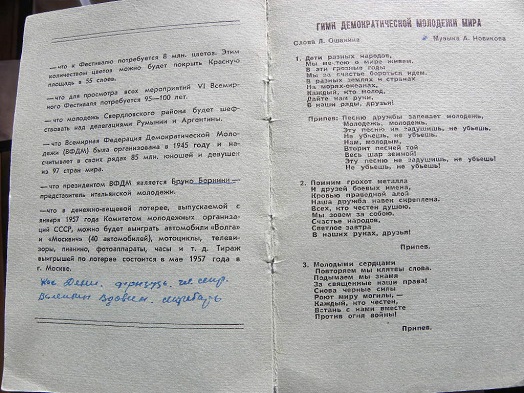 —что к Фестивалю потребуется 8 млн. цветов. Этим
количеством цветов можно будет покрыть Красную
площадь в 55 слоев.
—что для просмотра всех мероприятий VI Всемир-
ного Фестиваля потребуется 95—100 лет.
—что молодежь Свердловского района будет шеф-
ствовать над делегациями Румынии и Аргентины.
—что Всемирная Федерация Демократической Моло-
дежи (ВФДМ) была организована в 1945 году и на-
считывает в своих рядах 85 млн. юношей и девушек
из 97 стран мира.
—что президентом ВФДМ является Бруно Бернини—
представитель итальянской молодежи.
—что в денежно-вещевой лотерее, выпускаемой с
января 1957 года Комитетом молодежных организа-
ций СССР, можно будет выиграть автомобили «Волга»
и «Москвич» (40 автомобилей), мотоциклы, телеви-
зоры, пианино, фотоаппараты, часы и т. д. Тираж
выигрышей по лотерее состоится в мае 1957 года в
г. Москве.
Валентин Вдовин. секретарь
ГИМН ДЕМОКРАТИЧЕСКОЙ МОЛОДЕЖИ МИРА
Слова Л. Ошанина Музыка А. Новикова
1. Дети разных народов,
Мы мечтою о мире живем.
В эти грозные годы
Мы за счастье бороться идем.
В разных землях и странах
На морях-океанах,
Каждый, кто молод,
Дайте нам руки,
В наши ряды, друзья!
Припев: Песню дружбы запевает молодежь,
Молодежь, молодежь.
Эту песню не задушишь, не убьешь,
Не убьешь, не убьешь.
Нам, молодым,
Вторит песней той
Весь шар земной!
Эту песню не задушишь, не убьешь!
Не убьешь, не убьешь!
2. Помним грохот металла
И друзей боевых имена,
Кровью праведной алой
Наша дружба навек скреплена.
Всех, кто честен душою,
Мы зовем за собою.
Счастье народов,
Светлое завтра
В наших руках, друзья!
Припев.
3. Молодыми сердцами
Повторяем мы клятвы слова.
Подымаем мы знамя
За священные наши права!
Снова черные силы
Роют миру могилы,—
Каждый, кто честен,
Встань с нами вместе
Против огня войны!
Припев.